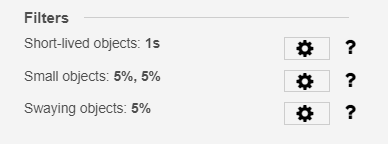 Filters
Short-lived objects: 1s ?
Small objects: 5%, 5% ?
Swaying objects: 5% ?